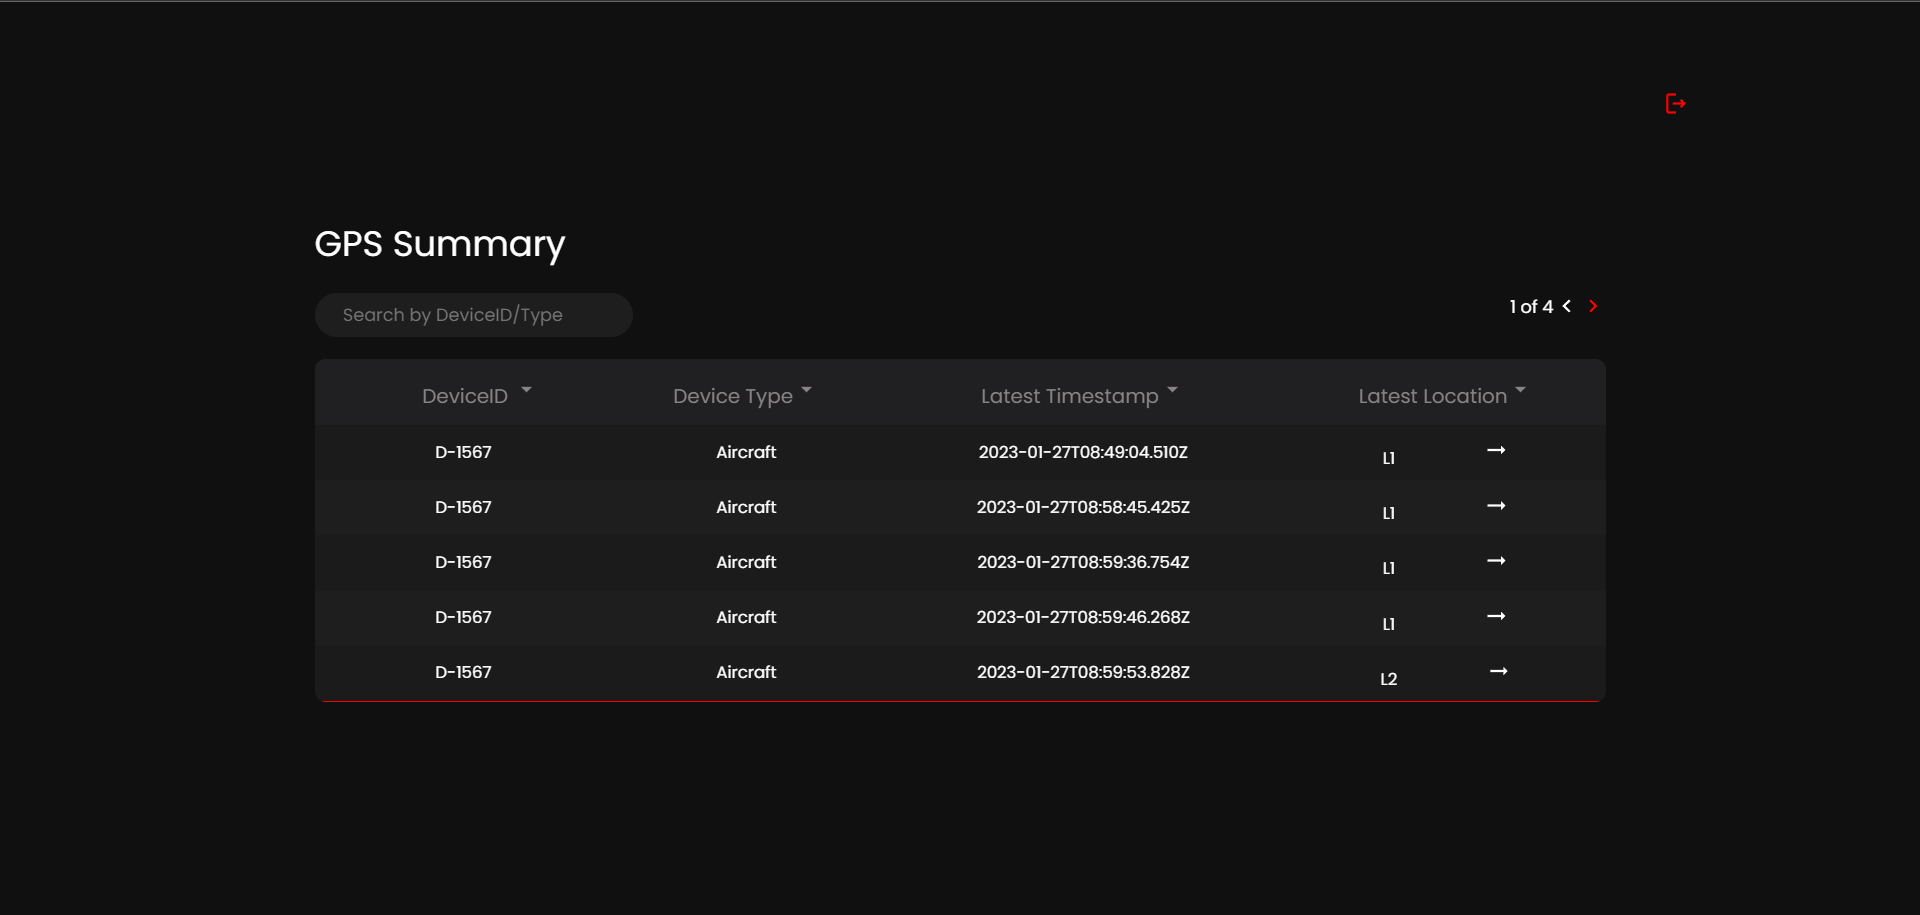 GPS Summary
Search by DeviceID/Type
1 of 4
DeviceID Device Type Latest Timestamp Latest Location
D-1567 Aircraft 2023-01-27T08:49:04.510Z L1
D-1567 Aircraft 2023-01-27T08:58:45.425Z L1
D-1567 Aircraft 2023-01-27T08:59:36.754Z L1
D-1567 Aircraft 2023-01-27T08:59:46.268Z L1
D-1567 Aircraft 2023-01-27T08:59:53.828Z L2